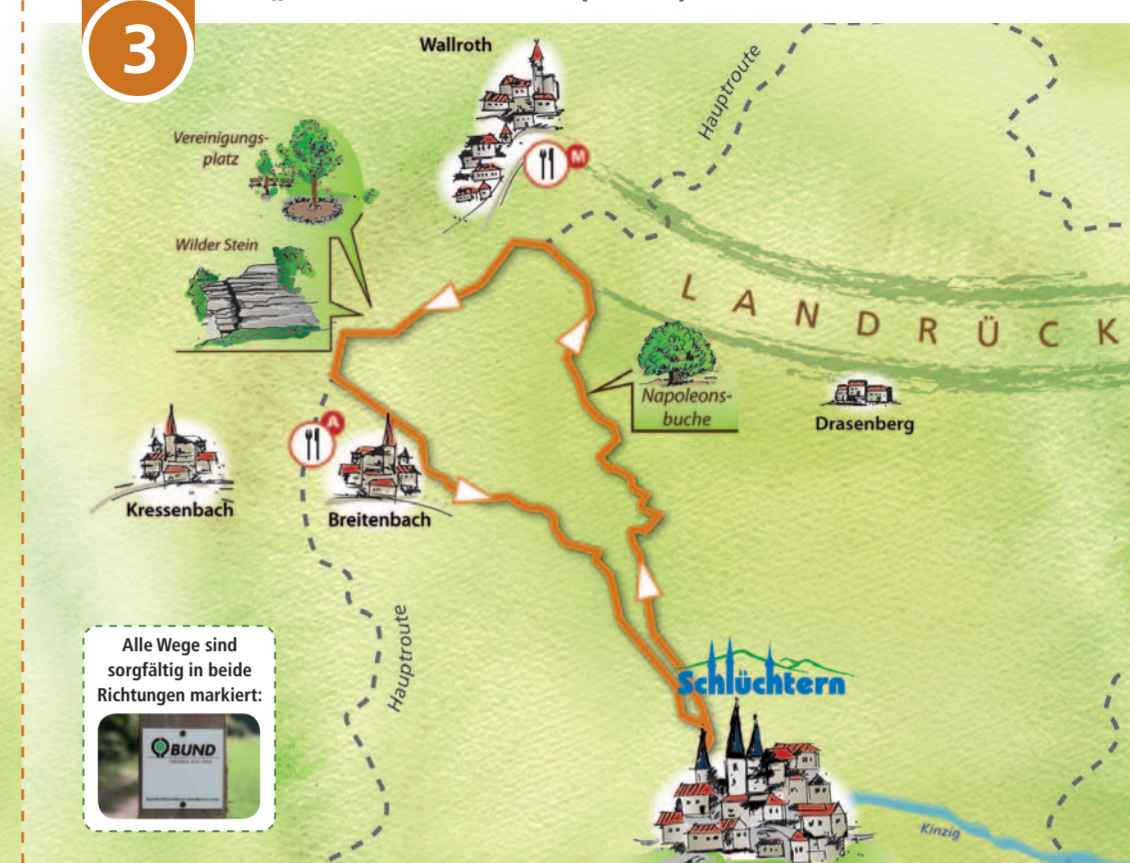 3
Wallroth
Hauptroute
Vereinigungs-
platz
M
Wilder Stein
LANDRÜCK
Napoleons-
buche
Drasenberg
A
Kressenbach
Breitenbach
Hauptroute
Alle Wege sind
sorgfältig in beide
Richtungen markiert:
BUND
Schlüchtern
Kinzig